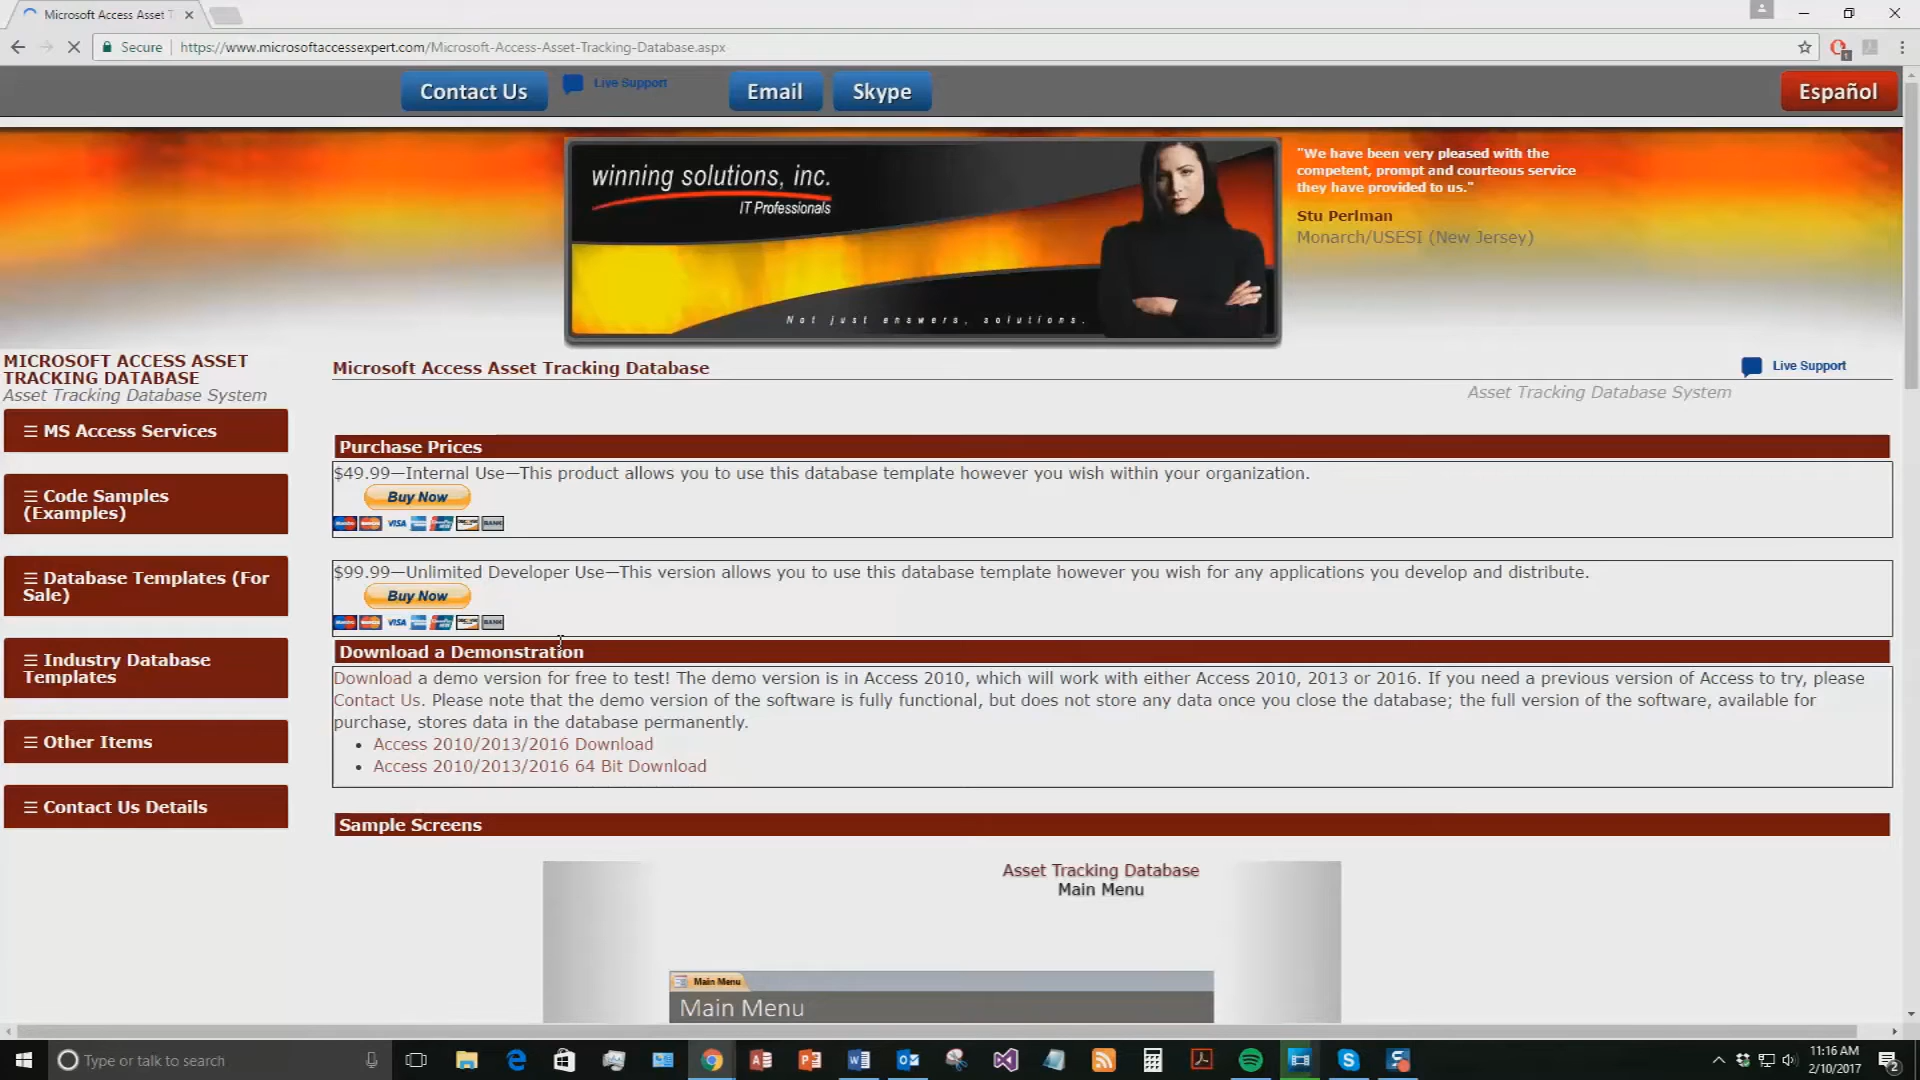 Microsoft Access Asset T
Secure
https://www.microsoftaccessexpert.com/Microsoft-Access-Asset-Tracking-Database.aspx
Contact Us
Live Support
Email
Skype
Español
winning solutions, inc.
IT Professionals
Not just answers, solutions.
"We have been very pleased with the
competent, prompt and courteous service
they have provided to us."
Stu Perlman
Monarch/USESI (New Jersey)
MICROSOFT ACCESS ASSET
TRACKING DATABASE
Asset Tracking Database System
☰ MS Access Services
☰ Code Samples
(Examples)
☰ Database Templates (For
Sale)
☰ Industry Database
Templates
☰ Other Items
☰ Contact Us Details
Microsoft Access Asset Tracking Database
Live Support
Asset Tracking Database System
Purchase Prices
$49.99—Internal Use—This product allows you to use this database template however you wish within your organization.
Buy Now
VISA
BANK
$99.99—Unlimited Developer Use—This version allows you to use this database template however you wish for any applications you develop and distribute.
Buy Now
VISA
BANK
Download a Demonstration
Download a demo version for free to test! The demo version is in Access 2010, which will work with either Access 2010, 2013 or 2016. If you need a previous version of Access to try, please
Contact Us. Please note that the demo version of the software is fully functional, but does not store any data once you close the database; the full version of the software, available for
purchase, stores data in the database permanently.
• Access 2010/2013/2016 Download
• Access 2010/2013/2016 64 Bit Download
Sample Screens
Asset Tracking Database
Main Menu
Main Menu
Main Menu
Type or talk to search
11:16 AM
2/10/2017
2